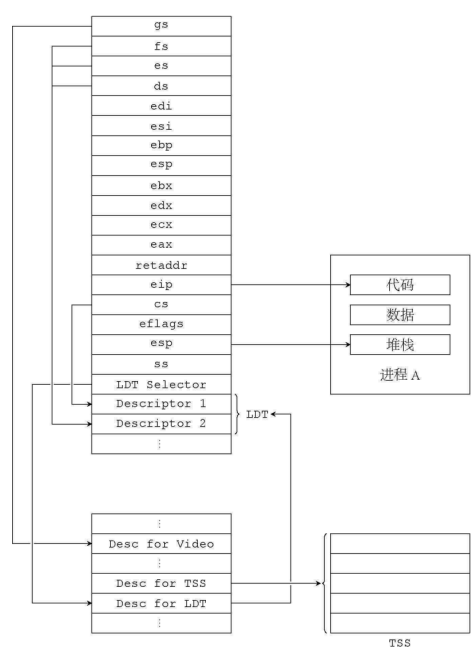 gs
fs
es
ds
edi
esi
ebp
esp
ebx
edx
ecx
eax
retaddr
eip
cs
eflags
esp
ss
LDT Selector
Descriptor 1
Descriptor 2
⋮
LDT
代码
数据
堆栈
进程 A
⋮
Desc for Video
⋮
Desc for TSS
Desc for LDT
⋮
TSS